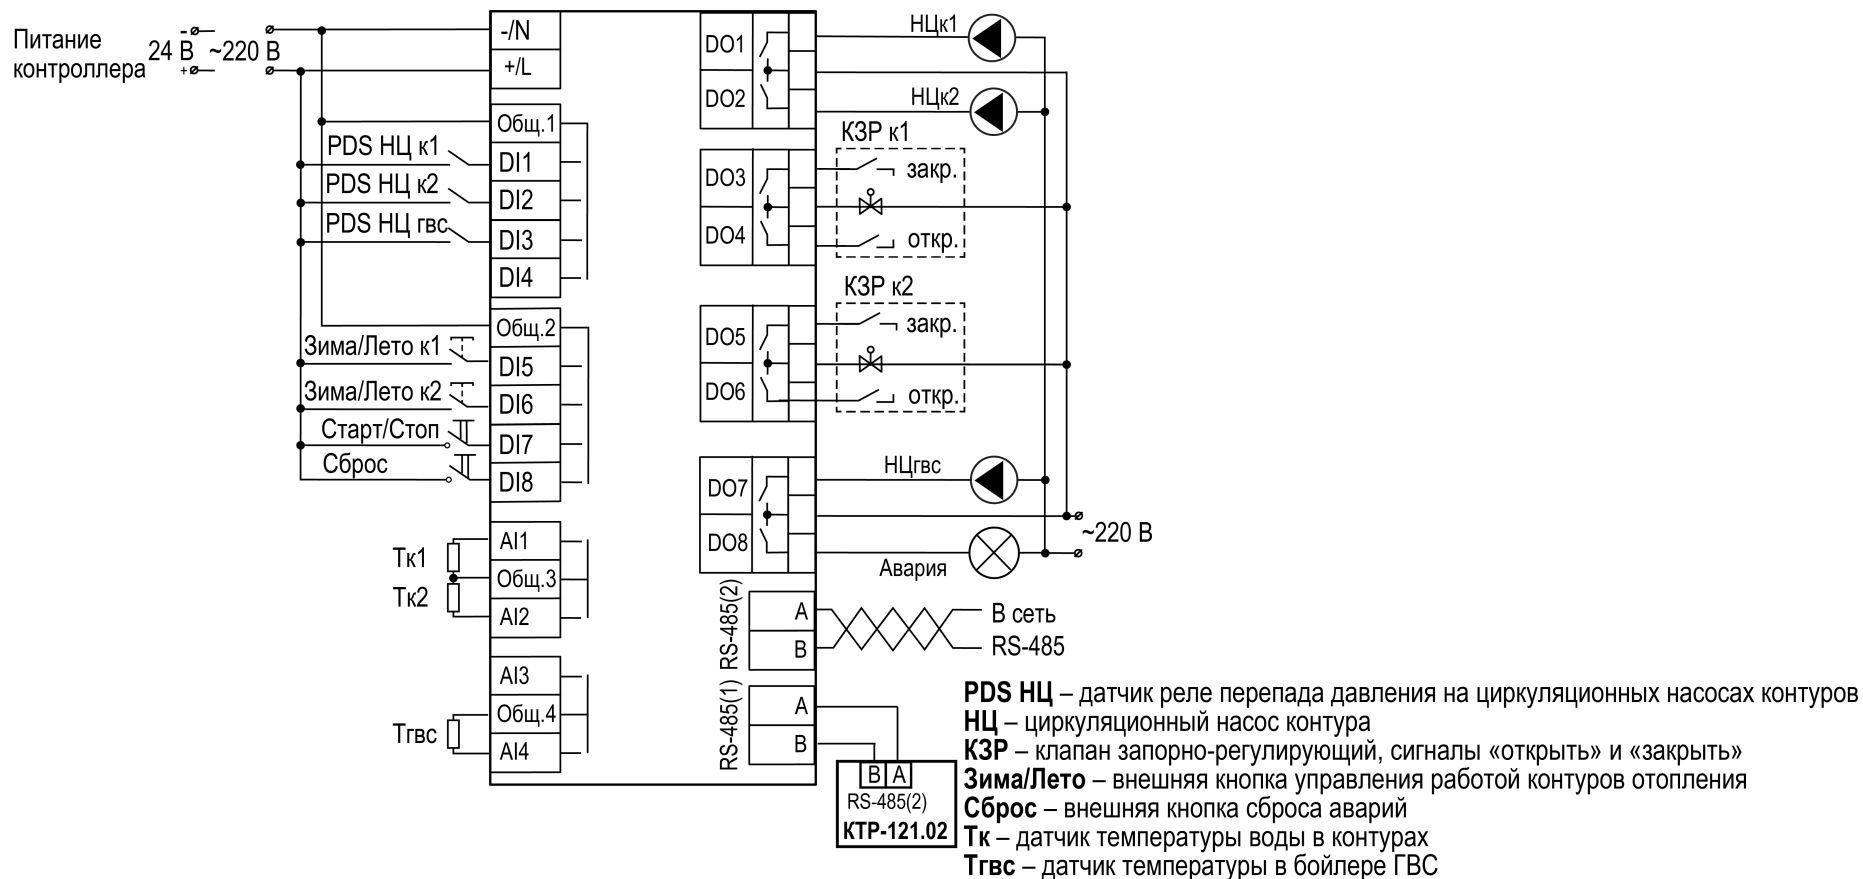 Питание
контроллера
24 В
~220 В
-
+
-/N
+/L
Общ.1
PDS НЦ к1
DI1
PDS НЦ к2
DI2
PDS НЦ гвс
DI3
DI4
Общ.2
Зима/Лето к1
DI5
Зима/Лето к2
DI6
Старт/Стоп
DI7
Сброс
DI8
AI1
Тк1
Общ.3
Тк2
AI2
AI3
Общ.4
Тгвс
AI4
DO1
НЦк1
DO2
НЦк2
КЗР к1
DO3
закр.
DO4
откр.
КЗР к2
DO5
закр.
DO6
откр.
DO7
НЦгвс
DO8
Авария
~220 В
RS-485(2)
A
B
В сеть
RS-485
RS-485(1)
A
B
B A
RS-485(2)
КТР-121.02
PDS НЦ – датчик реле перепада давления на циркуляционных насосах контуров
НЦ – циркуляционный насос контура
КЗР – клапан запорно-регулирующий, сигналы «открыть» и «закрыть»
Зима/Лето – внешняя кнопка управления работой контуров отопления
Сброс – внешняя кнопка сброса аварий
Тк – датчик температуры воды в контурах
Тгвс – датчик температуры в бойлере ГВС